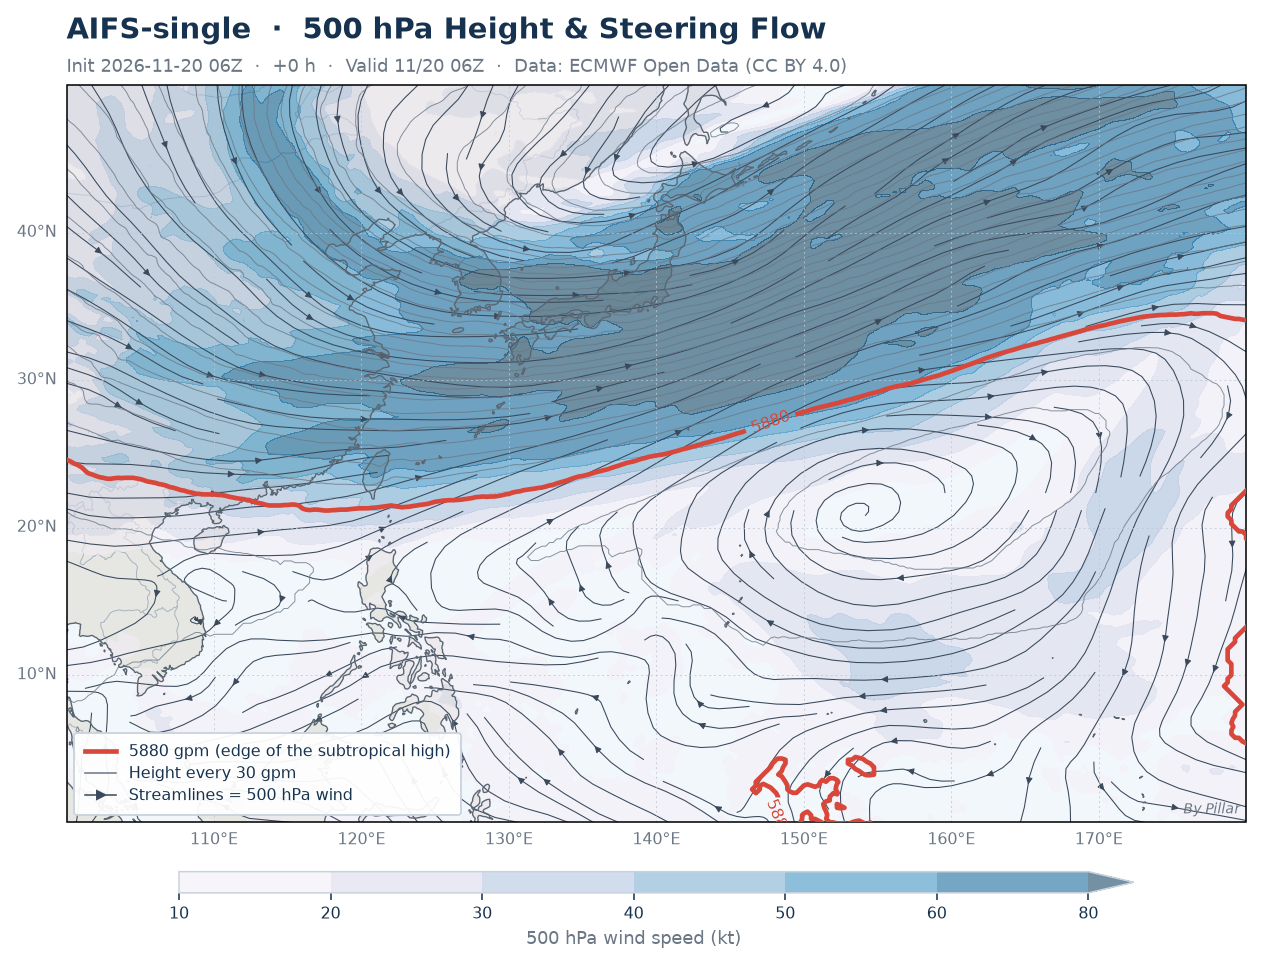 AIFS-single · 500 hPa Height & Steering Flow
Init 2026-11-20 06Z · +0 h · Valid 11/20 06Z · Data: ECMWF Open Data (CC BY 4.0)
40°N
30°N
20°N
10°N
5880
588
5880 gpm (edge of the subtropical high)
Height every 30 gpm
Streamlines = 500 hPa wind
By Pillar
110°E 120°E 130°E 140°E 150°E 160°E 170°E
10 20 30 40 50 60 80
500 hPa wind speed (kt)